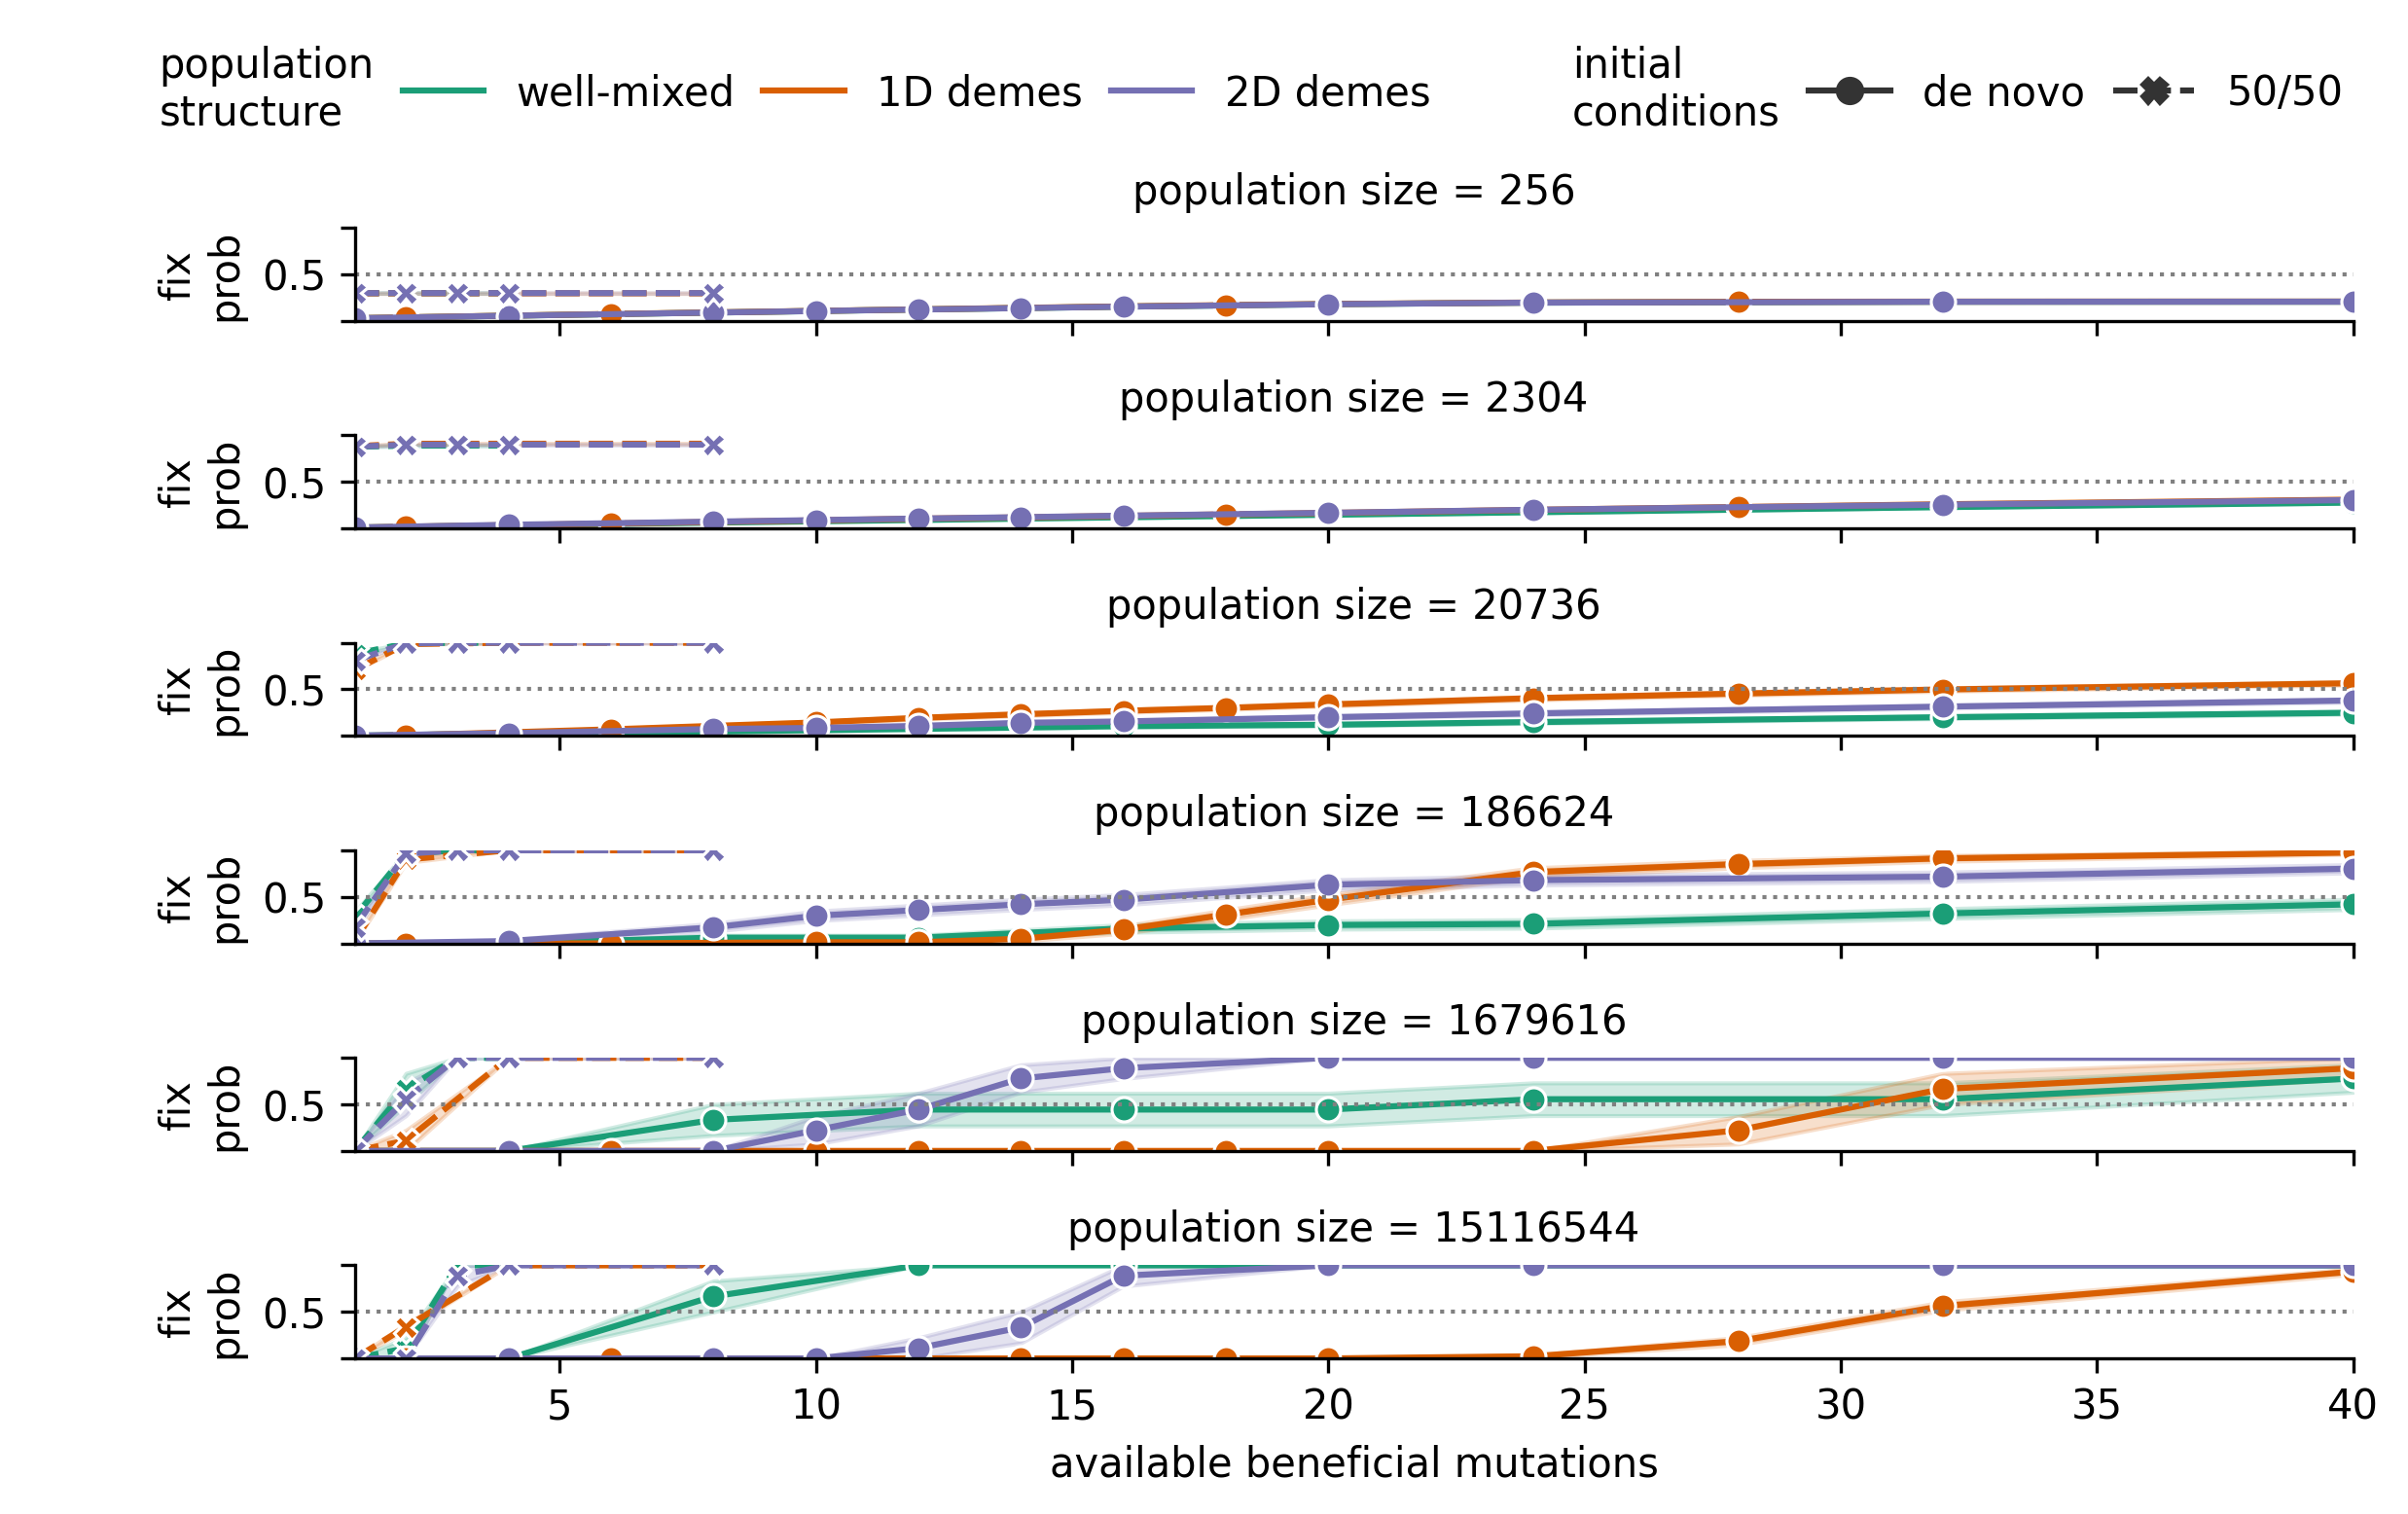 population
structure
well-mixed
1D demes
2D demes
initial
conditions
de novo
50/50
population size = 256
fix
prob
0.5
population size = 2304
fix
prob
0.5
population size = 20736
fix
prob
0.5
population size = 186624
fix
prob
0.5
population size = 1679616
fix
prob
0.5
population size = 15116544
fix
prob
0.5
5 10 15 20 25 30 35 40
available beneficial mutations